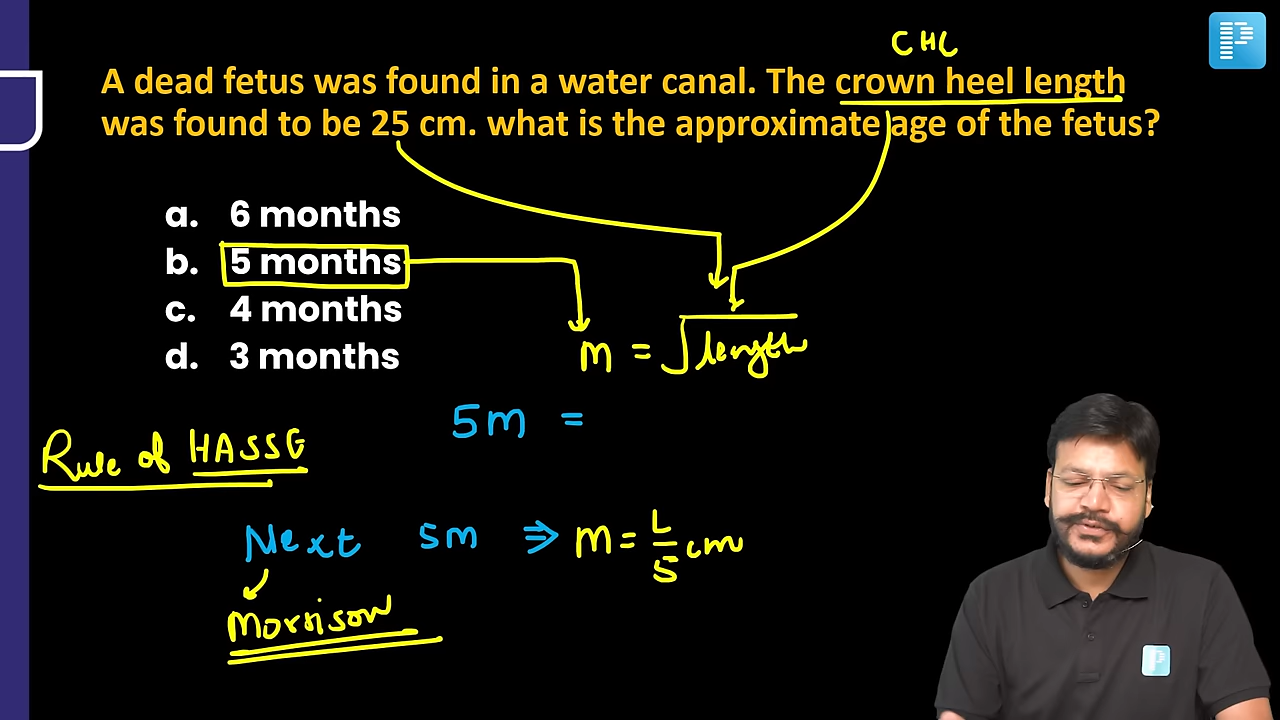 CHL
A dead fetus was found in a water canal. The crown heel length
was found to be 25 cm. what is the approximate age of the fetus?
a. 6 months
b. 5 months
c. 4 months
d. 3 months
m = √length
5m =
Rule of HASSE
Next 5m ⇒ m = L/5 cm
Morrison
P
P